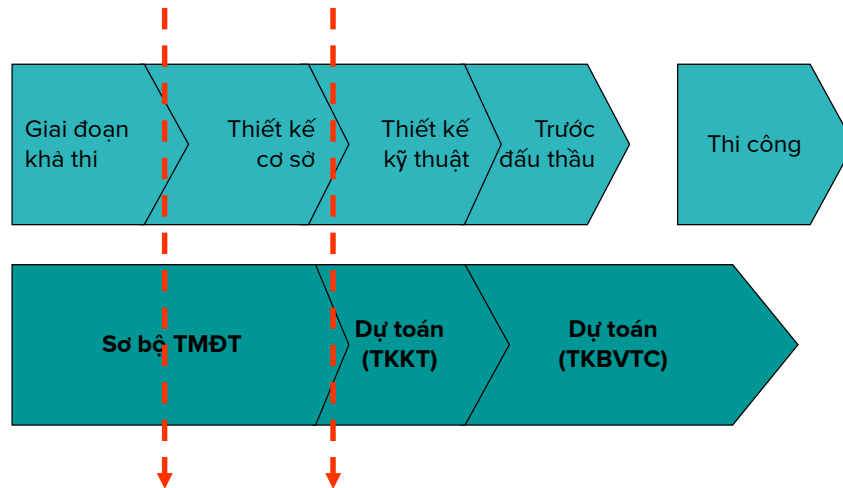 Giai đoạn
khả thi
Thiết kế
cơ sở
Thiết kế
kỹ thuật
Trước
đấu thầu
Thi công
Sơ bộ TMĐT
Dự toán
(TKKT)
Dự toán
(TKBVTC)